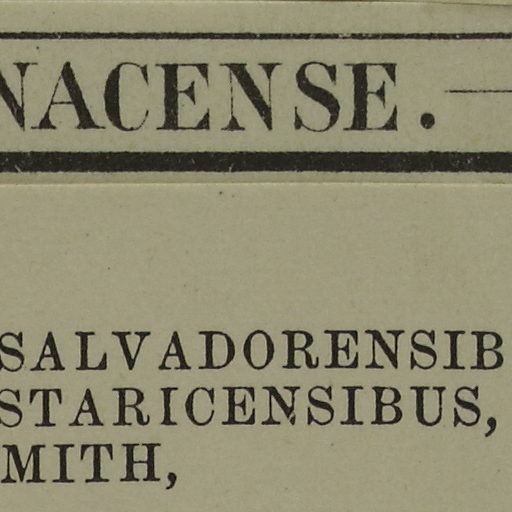 NACENSE.
SALVADORENSIB
STARICENSIBUS,
MITH,